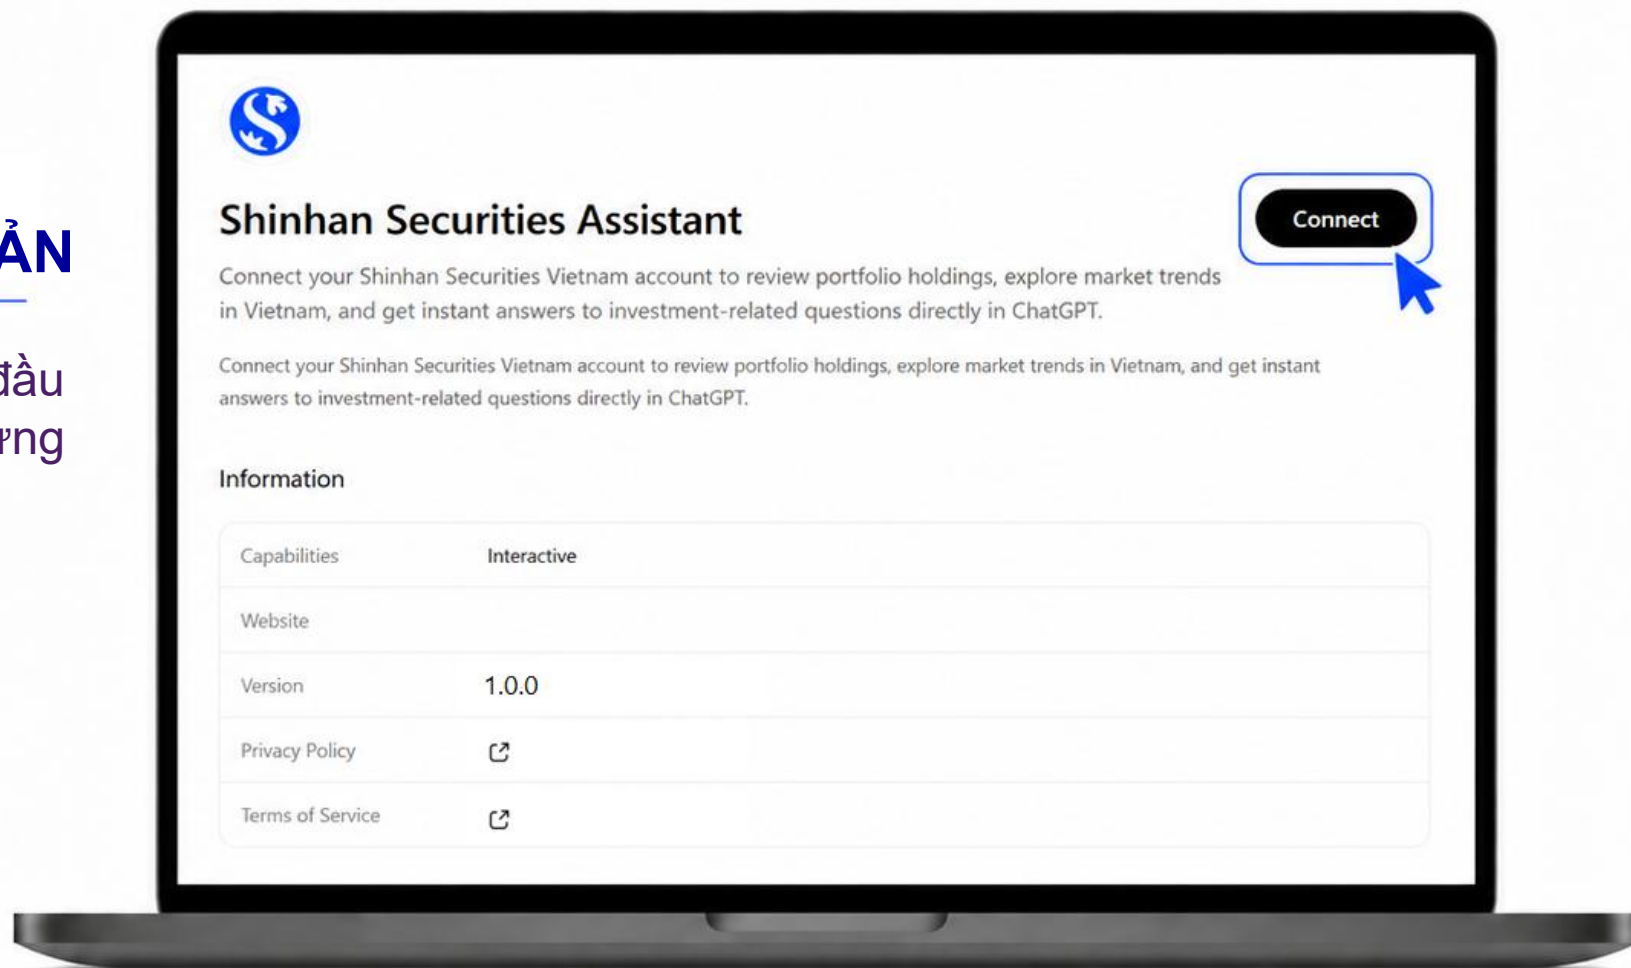 ẢN
đầu
ứng
Shinhan Securities Assistant
Connect
Connect your Shinhan Securities Vietnam account to review portfolio holdings, explore market trends
in Vietnam, and get instant answers to investment-related questions directly in ChatGPT.
Connect your Shinhan Securities Vietnam account to review portfolio holdings, explore market trends in Vietnam, and get instant
answers to investment-related questions directly in ChatGPT.
Information
Capabilities Interactive
Website
Version 1.0.0
Privacy Policy
Terms of Service